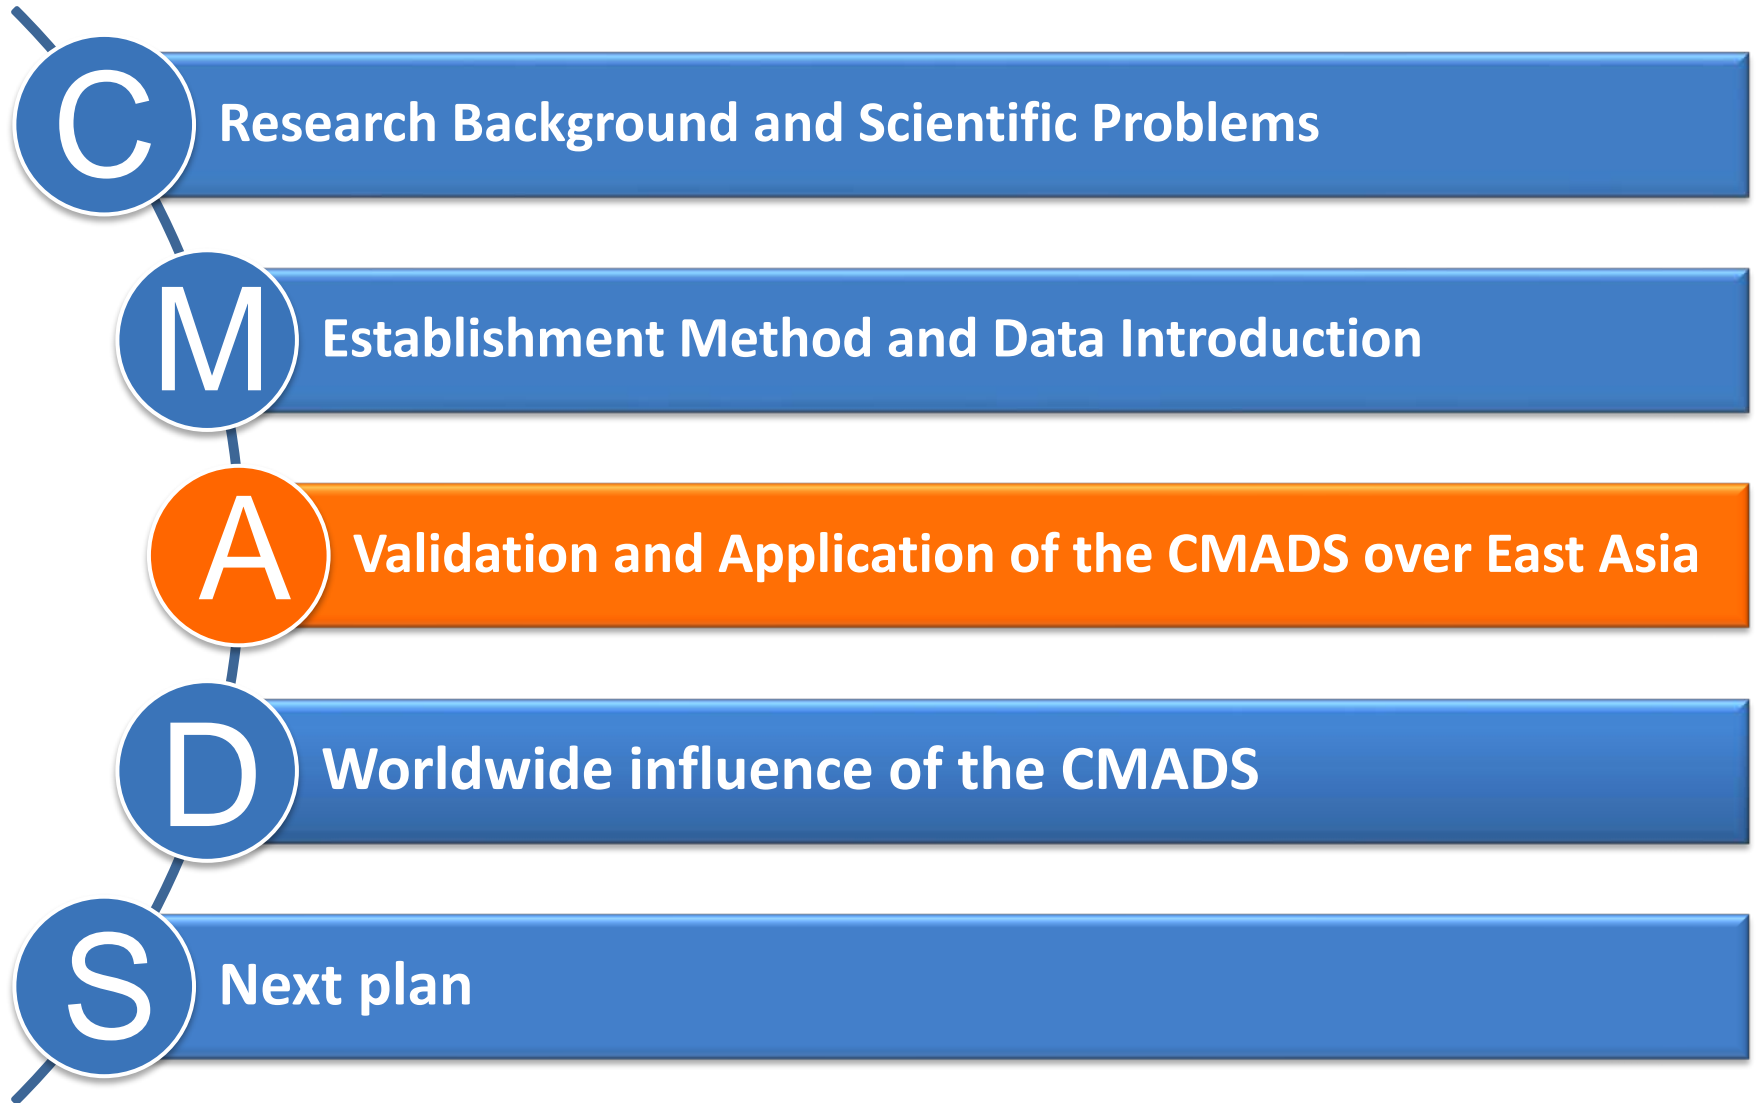 C
Research Background and Scientific Problems
M
Establishment Method and Data Introduction
A
Validation and Application of the CMADS over East Asia
D
Worldwide influence of the CMADS
S
Next plan